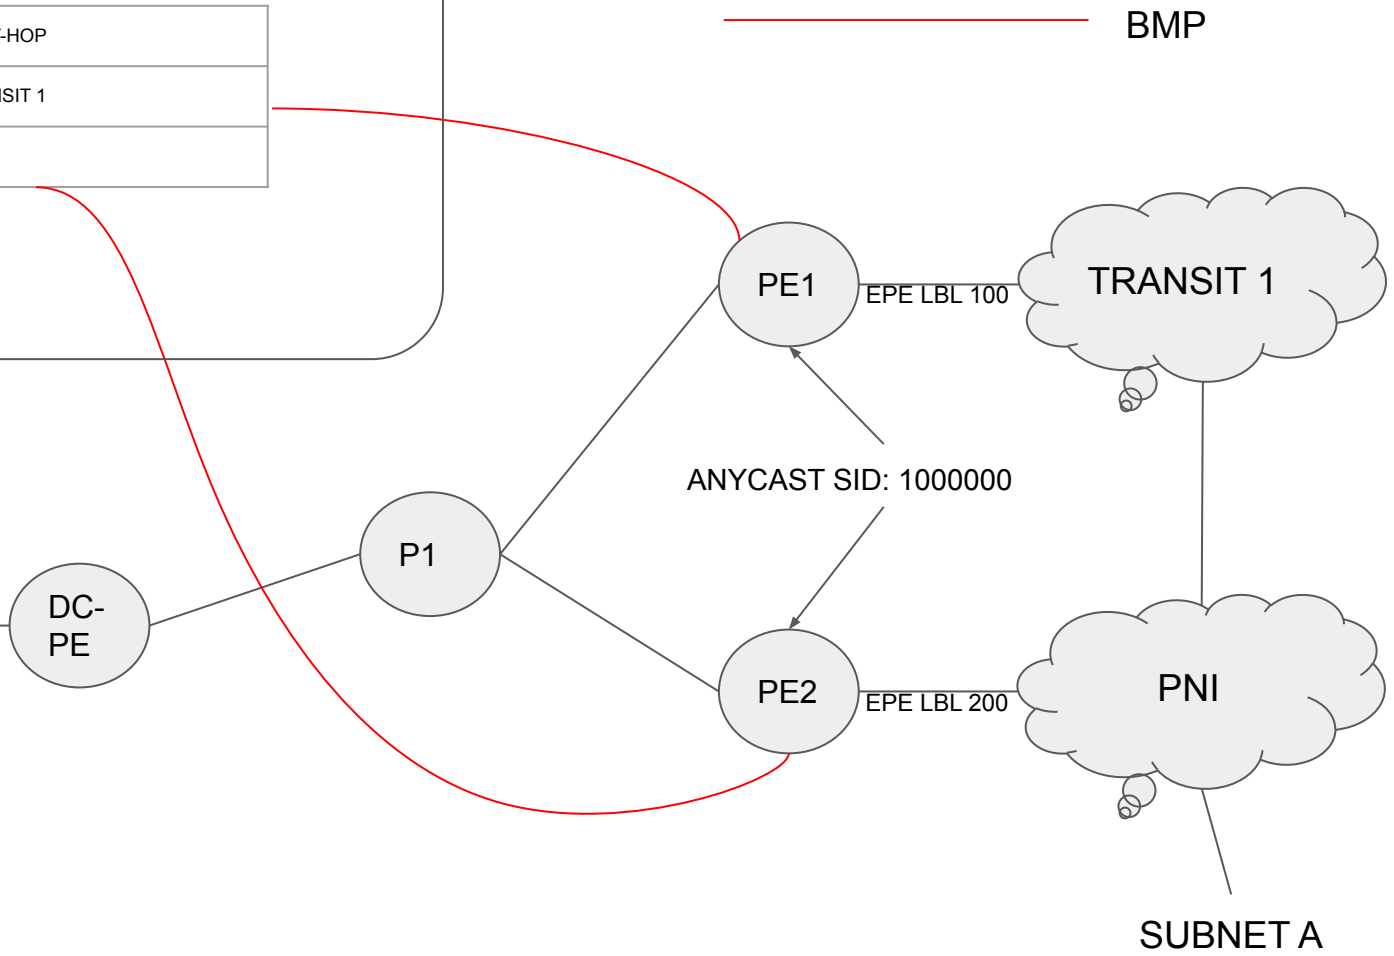 -HOP
SIT 1
BMP
PE1
EPE LBL 100
TRANSIT 1
ANYCAST SID: 1000000
P1
DC-
PE
PE2
EPE LBL 200
PNI
SUBNET A